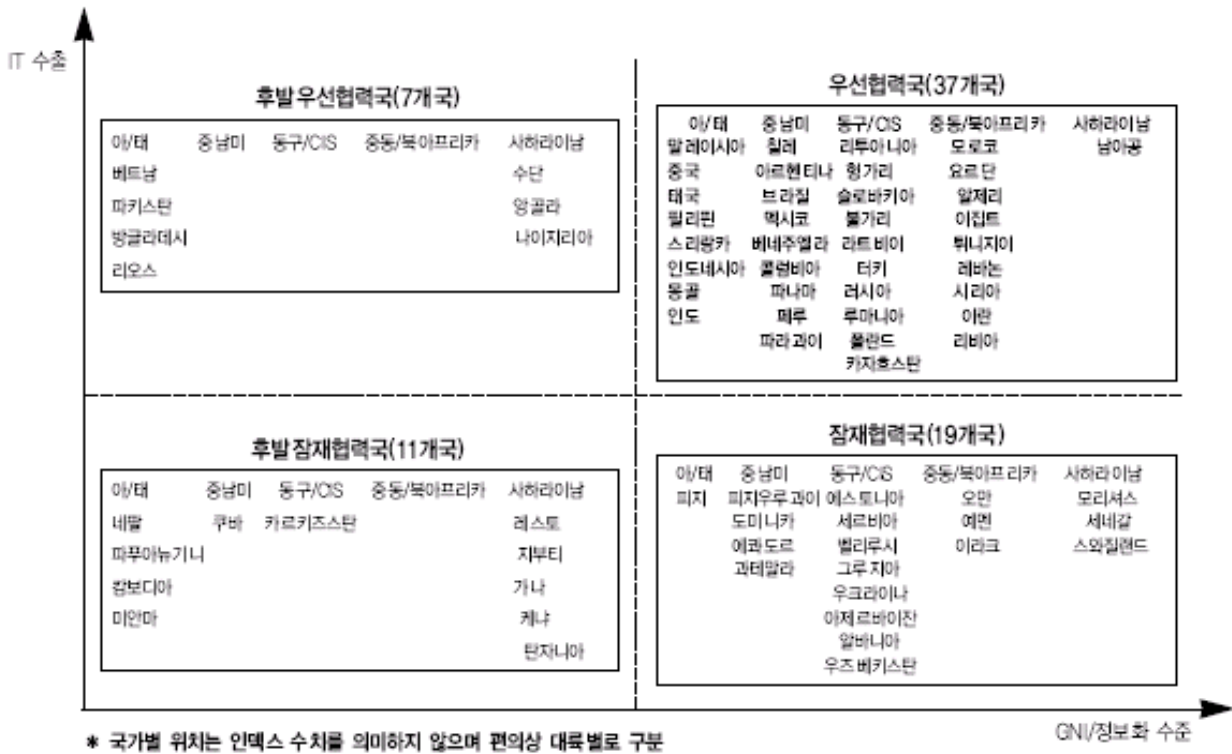 IT 수출
후발우선협력국(7개국)
아/태 중남미 동구/CIS 중동/북아프리카 사하라이남
베트남 수단
파키스탄 앙골라
방글라데시 나이지리아
리오스
우선협력국(37개국)
아/태 중남미 동구/CIS 중동/북아프리카 사하라이남
말레이시아 칠레 리투아니아 모로코 남아공
중국 아르헨티나 헝가리 요르단
태국 브라질 슬로바키아 알제리
필리핀 멕시코 불가리 이집트
스리랑카 베네주엘라 라트비아 튀니지아
인도네시아 콜럼비아 터키 레바논
몽골 파나마 러시아 시리아
인도 페루 루마니아 이란
파라과이 폴란드 리비아
카자흐스탄
후발잠재협력국(11개국)
아/태 중남미 동구/CIS 중동/북아프리카 사하라이남
네팔 쿠바 카르키즈스탄 레스토
파푸아뉴기니 지부티
캄보디아 가나
미얀마 케냐
탄자니아
잠재협력국(19개국)
아/태 중남미 동구/CiS 중동/북아프리카 사하라이남
피지 피지우루과이 에스토니아 오만 모리셔스
도미니카 세르비아 예멘 세네갈
에콰도르 벨리루시 이라크 스와질랜드
과테말라 그루지아
우크라이나
아제르바이잔
알바니아
우즈베키스탄
GNI/정보화 수준
* 국가별 위치는 인덱스 수치를 의미하지 않으며 편의상 대륙별로 구분